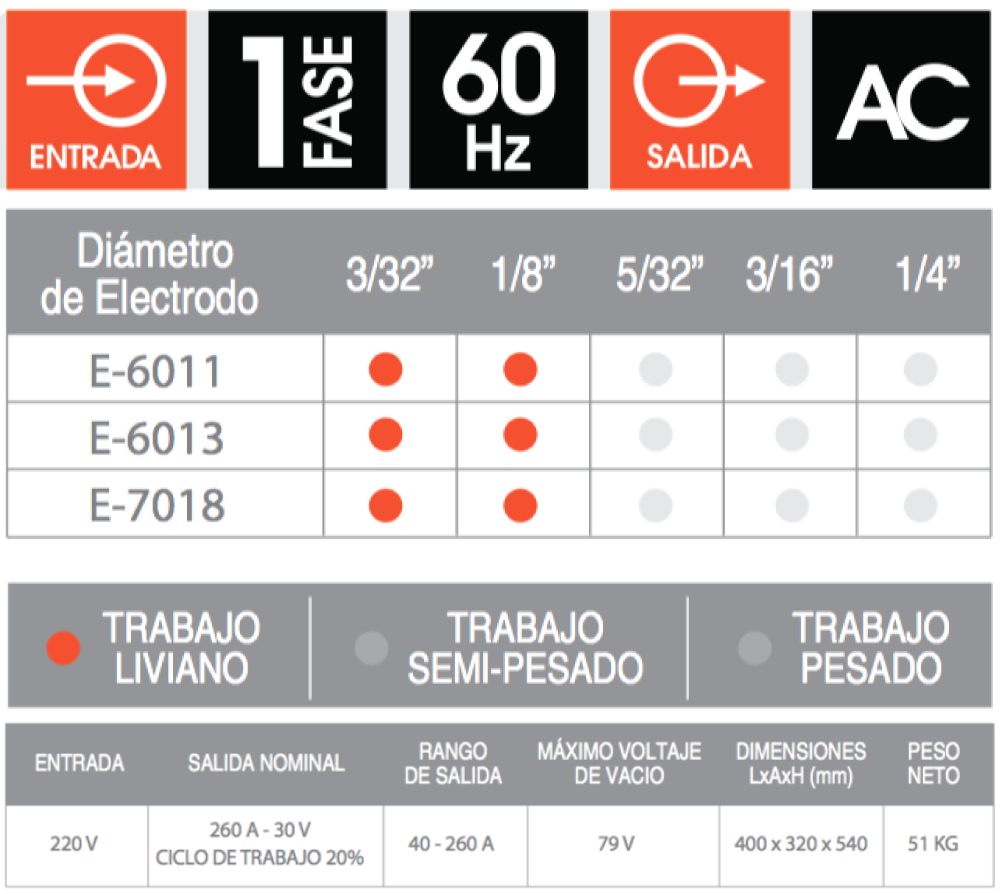 ENTRADA
1 FASE
60
Hz
SALIDA
AC
Diámetro
de Electrodo
3/32”
1/8”
5/32”
3/16”
1/4”
E-6011
E-6013
E-7018
TRABAJO
LIVIANO
TRABAJO
SEMI-PESADO
TRABAJO
PESADO
ENTRADA
SALIDA NOMINAL
RANGO
DE SALIDA
MÁXIMO VOLTAJE
DE VACIO
DIMENSIONES
LxAxH (mm)
PESO
NETO
220 V
260 A - 30 V
CICLO DE TRABAJO 20%
40 - 260 A
79 V
400 x 320 x 540
51 KG